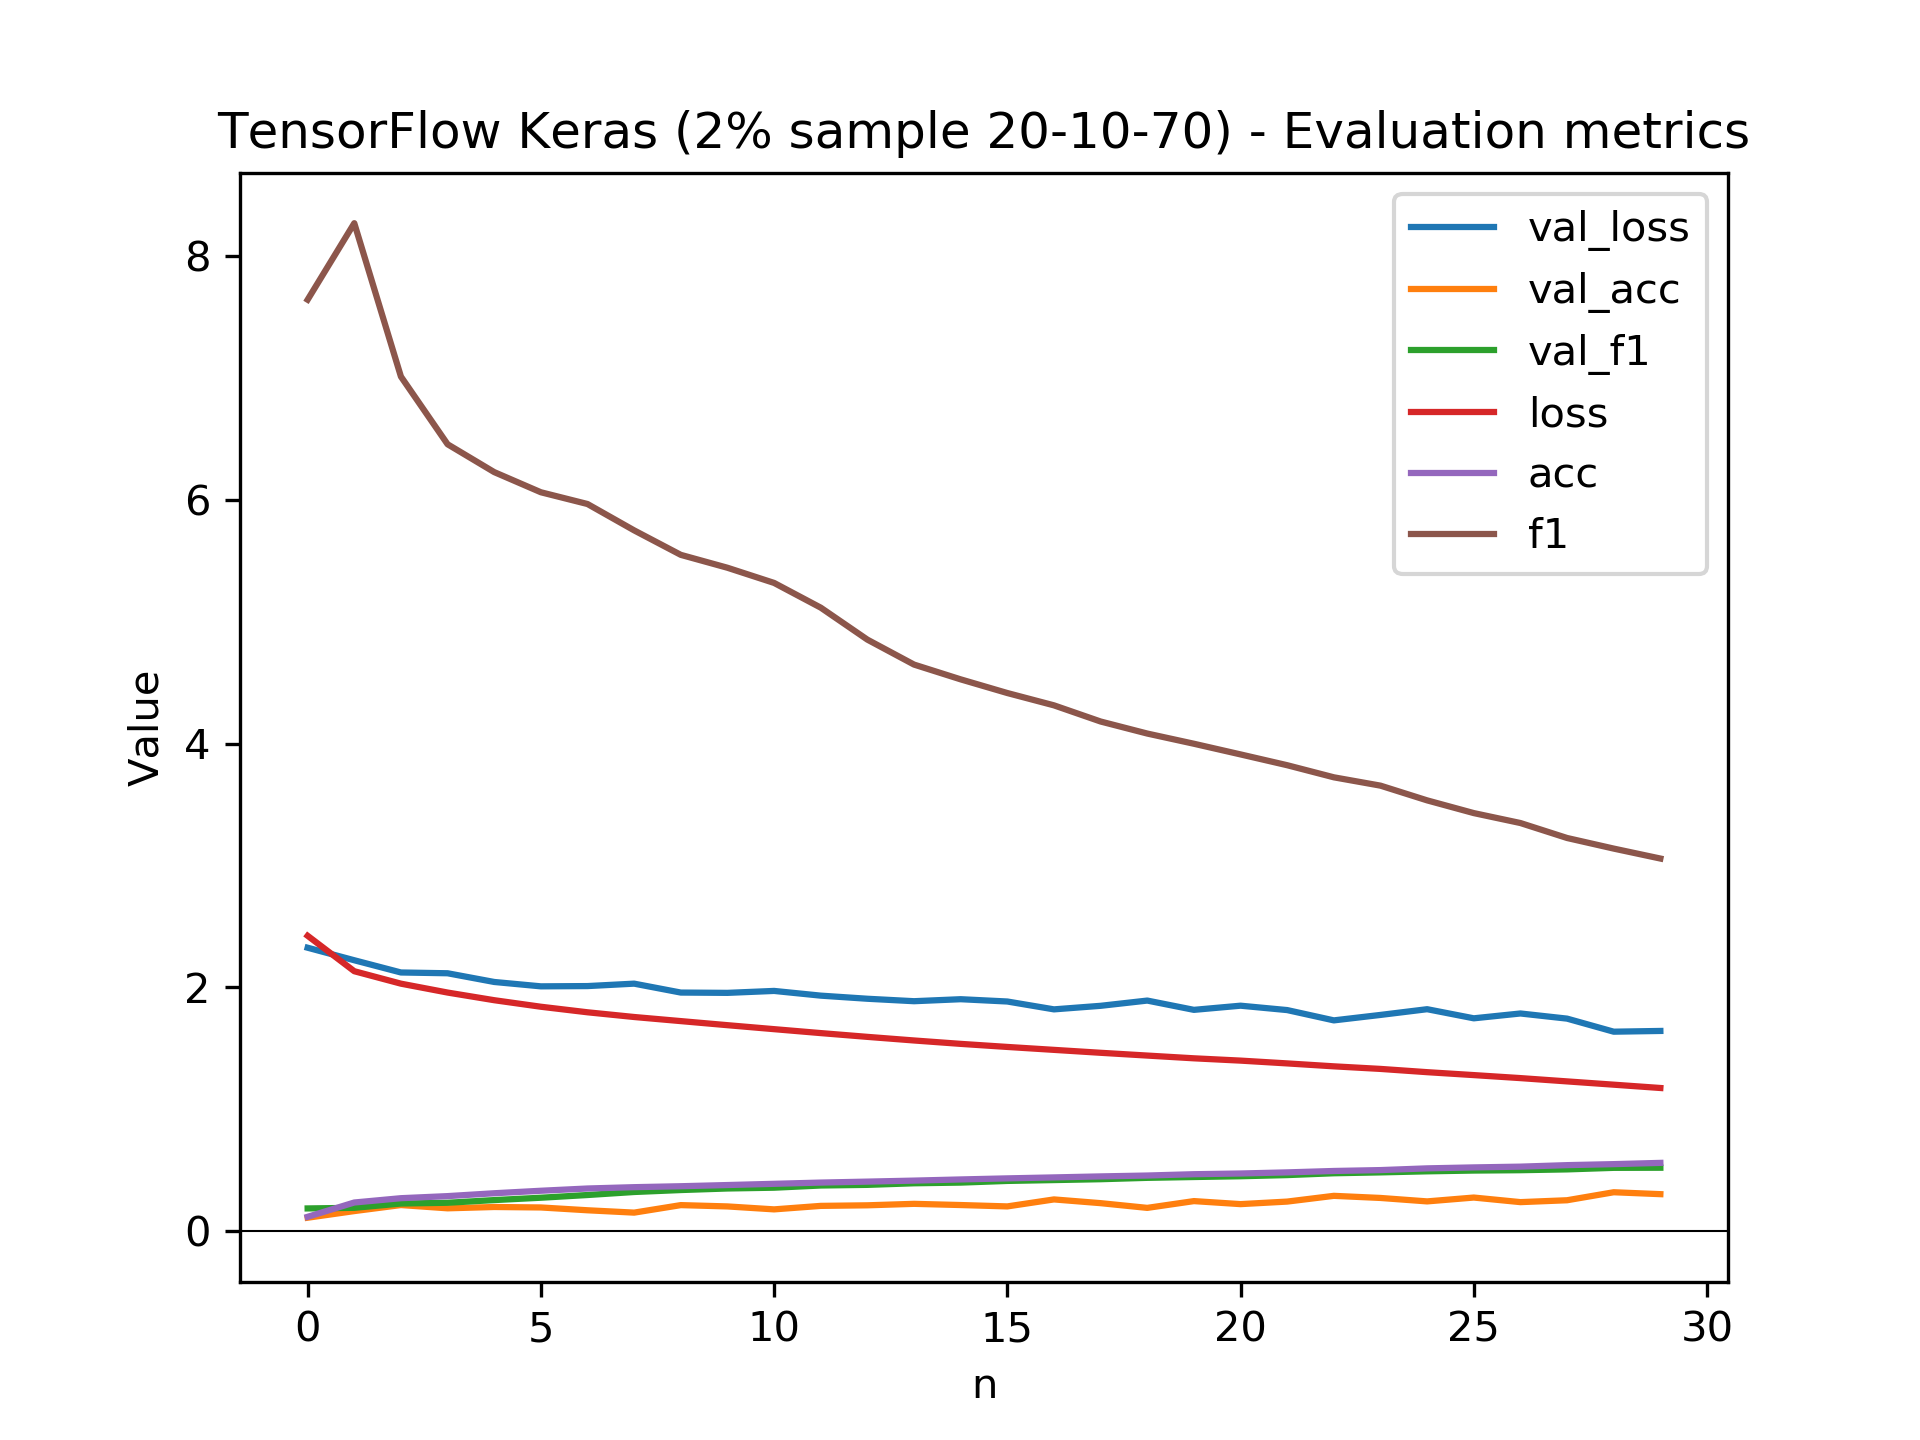 TensorFlow Keras (2% sample 20-10-70) - Evaluation metrics
val_loss
val_acc
val_f1
loss
acc
f1
8
6
4
2
0
Value
0 5 10 15 20 25 30
n